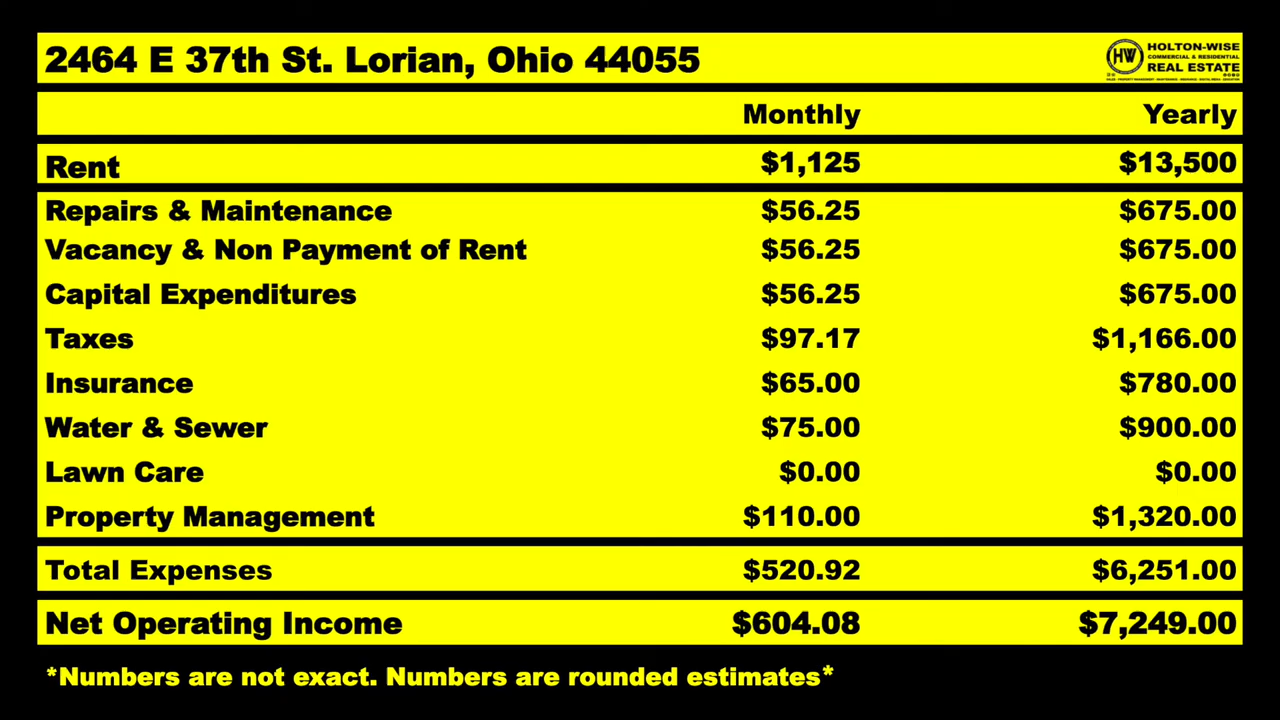 2464 E 37th St. Lorian, Ohio 44055
HW
HOLTON-WISE
COMMERCIAL & RESIDENTIAL
REAL ESTATE
Monthly Yearly
Rent $1,125 $13,500
Repairs & Maintenance $56.25 $675.00
Vacancy & Non Payment of Rent $56.25 $675.00
Capital Expenditures $56.25 $675.00
Taxes $97.17 $1,166.00
Insurance $65.00 $780.00
Water & Sewer $75.00 $900.00
Lawn Care $0.00 $0.00
Property Management $110.00 $1,320.00
Total Expenses $520.92 $6,251.00
Net Operating Income $604.08 $7,249.00
*Numbers are not exact. Numbers are rounded estimates*